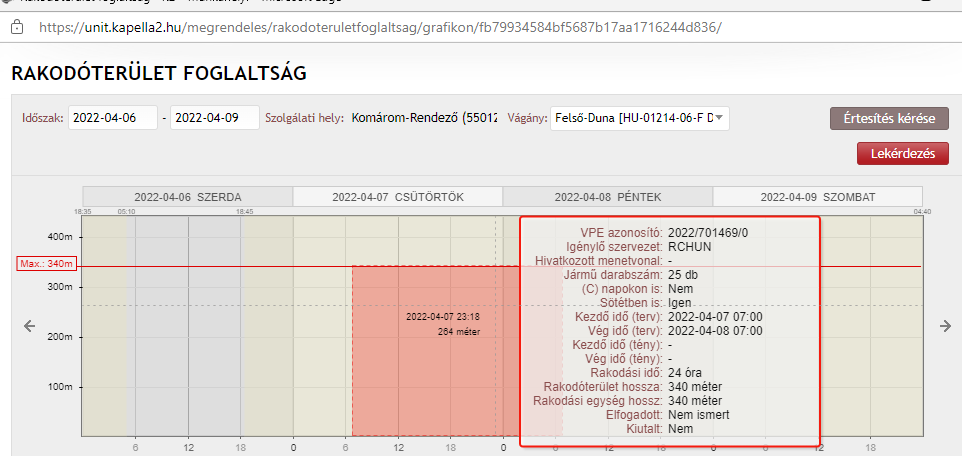 https://unit.kapella2.hu/megrendeles/rakodoteruletfoglaltsag/grafikon/fb79934584bf5687b17aa1716244d836/
RAKODÓTERÜLET FOGLALTSÁG
Időszak: 2022-04-06 - 2022-04-09 Szolgálati hely: Komárom-Rendező (55012 Vágány: Felső-Duna [HU-01214-06-F D
Értesítés kérése
Lekérdezés
2022-04-06 SZERDA 2022-04-07 CSÜTÖRTÖK 2022-04-08 PÉNTEK 2022-04-09 SZOMBAT
18:35 05:10 18:45 04:40
400m
Max.: 340m
300m
200m
100m
2022-04-07 23:18
264 méter
VPE azonosító: 2022/701469/0
Igénylő szervezet: RCHUN
Hivatkozott menetvonal: -
Jármű darabszám: 25 db
(C) napokon is: Nem
Sötétben is: Igen
Kezdő idő (terv): 2022-04-07 07:00
Vég idő (terv): 2022-04-08 07:00
Kezdő idő (tény): -
Vég idő (tény): -
Rakodási idő: 24 óra
Rakodóterület hossza: 340 méter
Rakodási egység hossz: 340 méter
Elfogadott: Nem ismert
Kiutalt: Nem
6 12 18 0 6 12 18 0 6 12 18 0 6 12 18